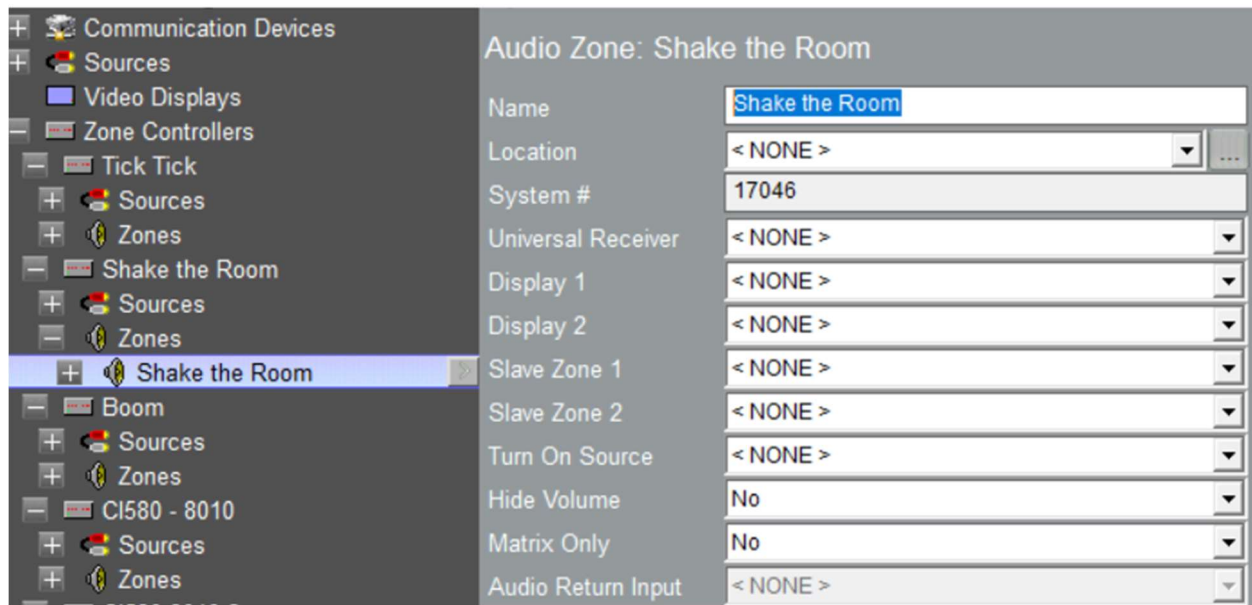 Communication Devices
Sources
Video Displays
Zone Controllers
Tick Tick
Sources
Zones
Shake the Room
Sources
Zones
Shake the Room
Boom
Sources
Zones
CI580 - 8010
Sources
Zones
Audio Zone: Shake the Room
Name Shake the Room
Location < NONE > ...
System # 17046
Universal Receiver < NONE >
Display 1 < NONE >
Display 2 < NONE >
Slave Zone 1 < NONE >
Slave Zone 2 < NONE >
Turn On Source < NONE >
Hide Volume No
Matrix Only No
Audio Return Input < NONE >